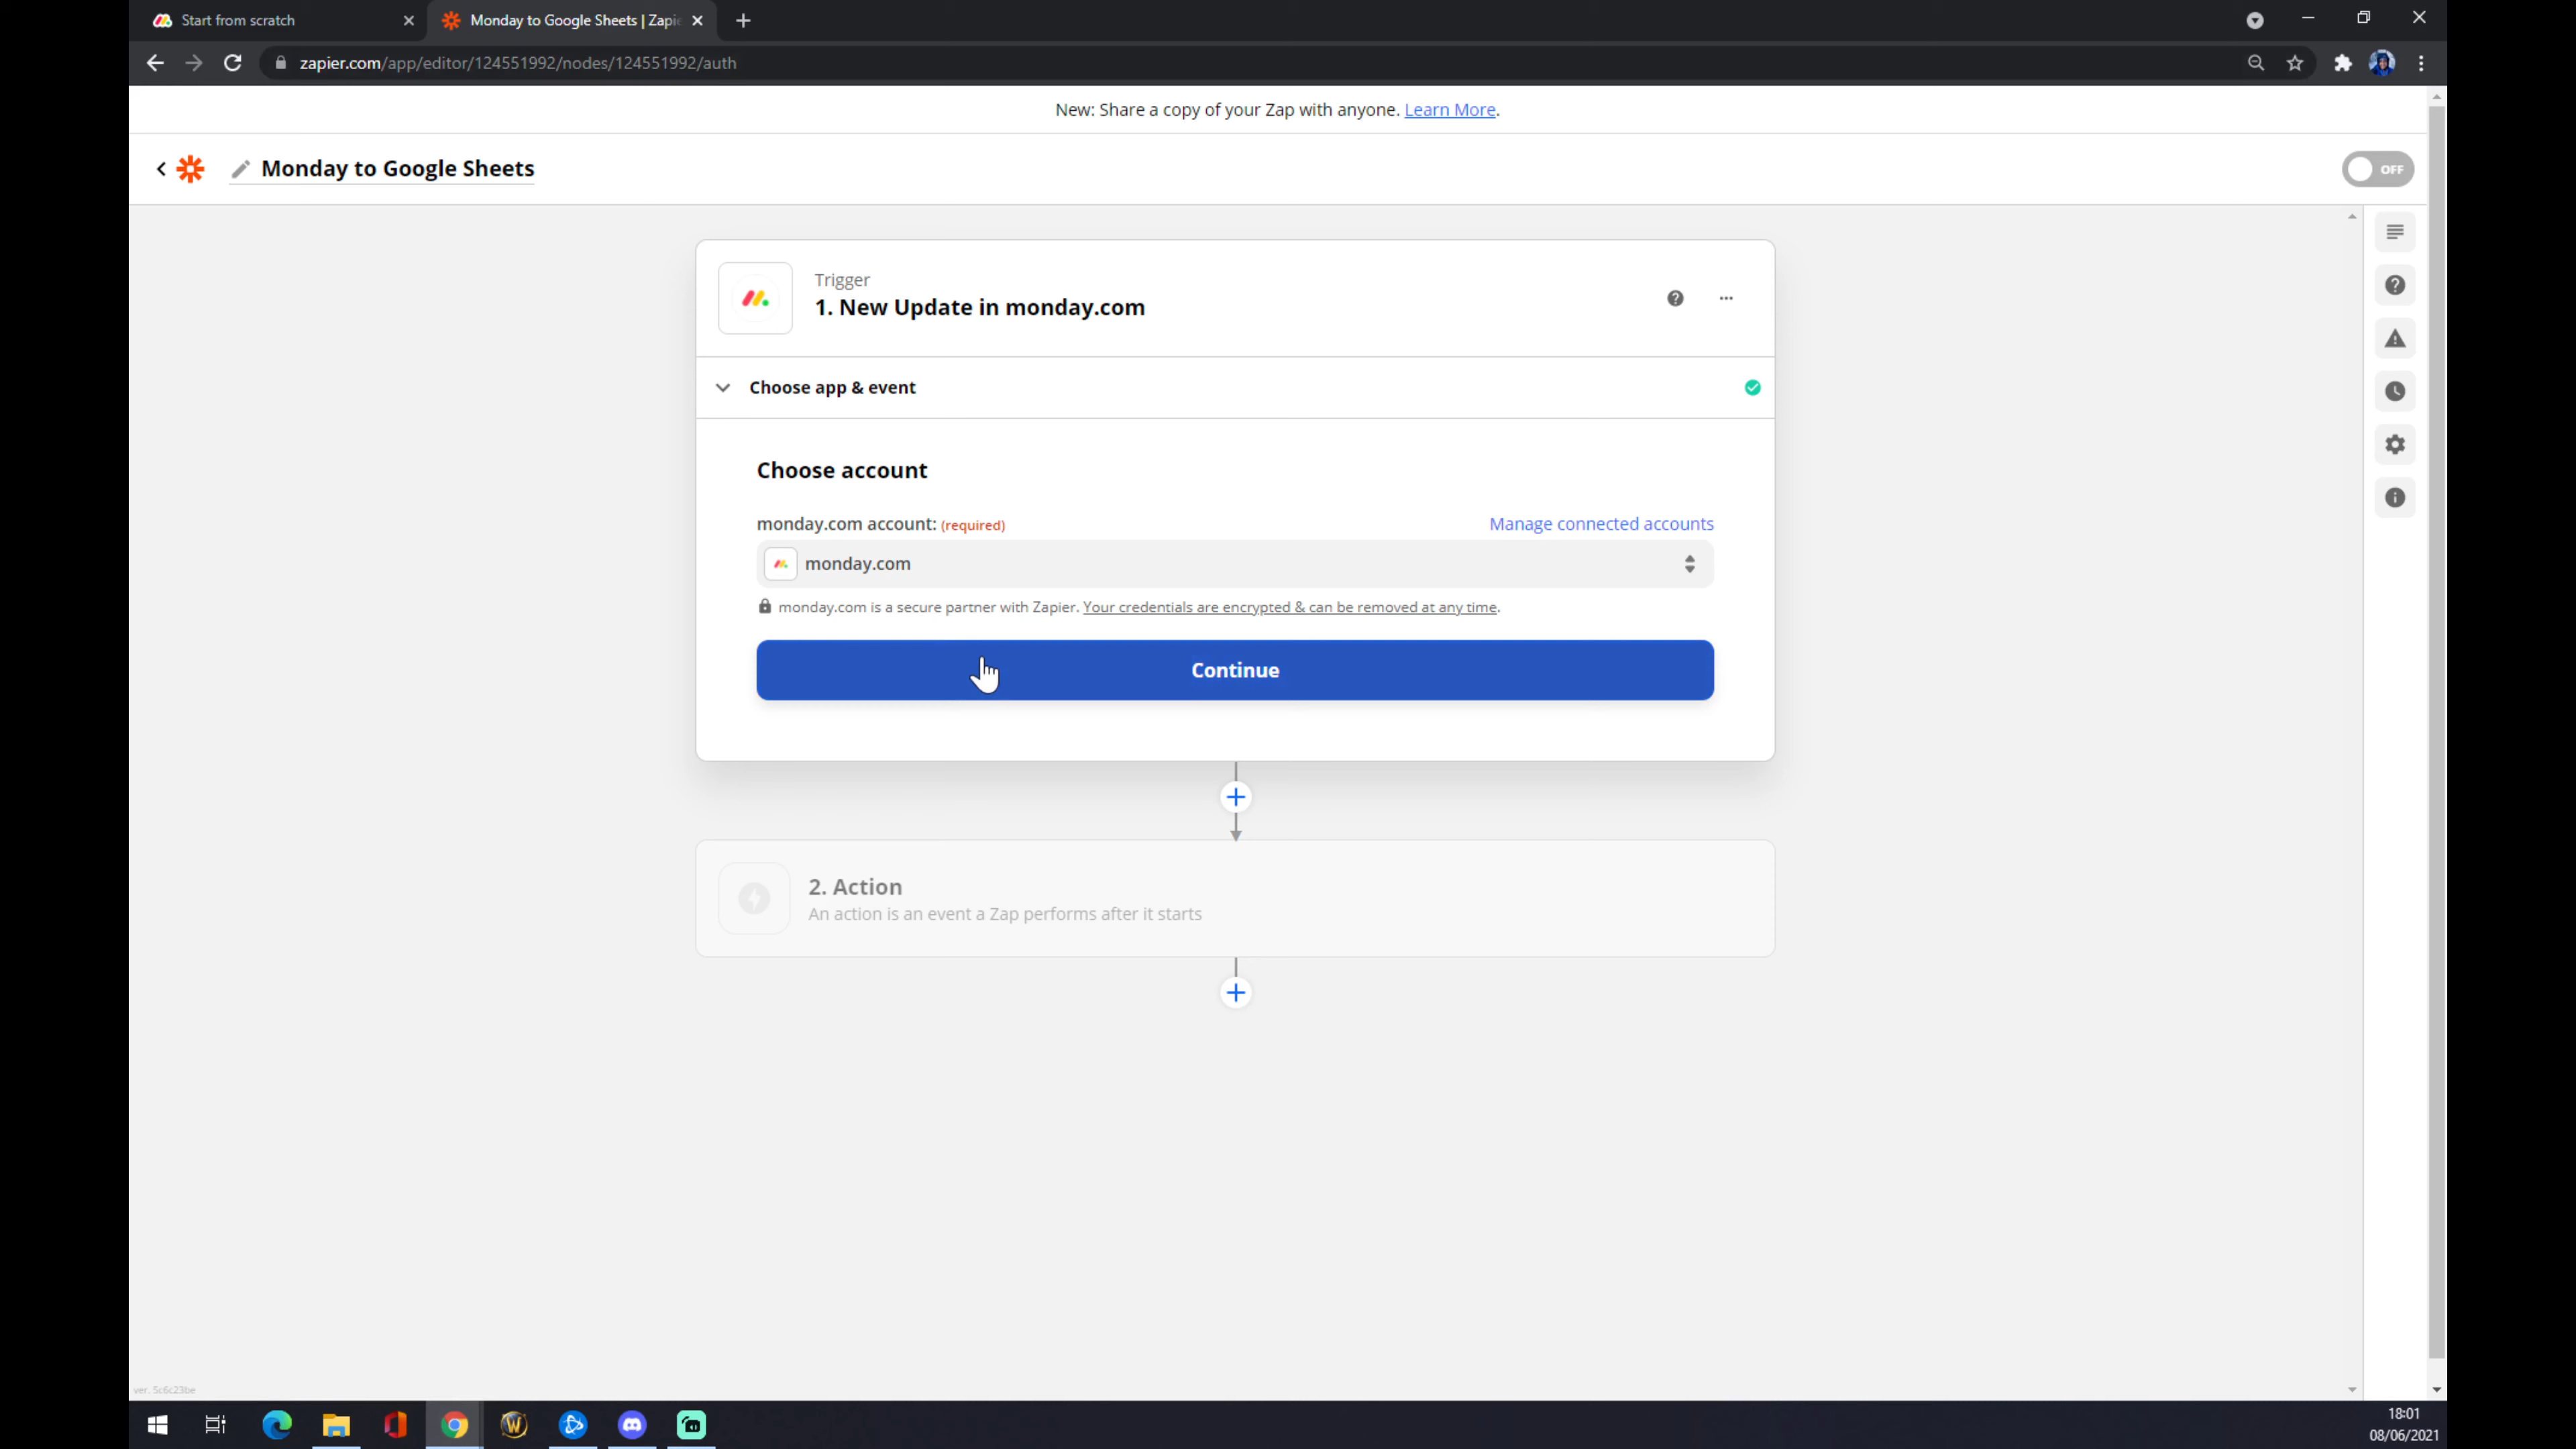 Start from scratch
Monday to Google Sheets | Zapie
zapier.com/app/editor/124551992/nodes/124551992/auth
New: Share a copy of your Zap with anyone. Learn More.
Monday to Google Sheets
OFF
Trigger
1. New Update in monday.com
Choose app & event
Choose account
monday.com account: (required)
Manage connected accounts
monday.com
monday.com is a secure partner with Zapier. Your credentials are encrypted & can be removed at any time.
Continue
2. Action
An action is an event a Zap performs after it starts
ver. 5c6c23be
18:01
08/06/2021